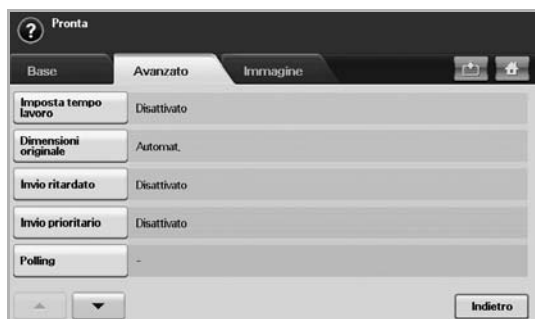 ? Pronta
Base Avanzato Immagine
Imposta tempo
lavoro Disattivato
Dimensioni
originale Automat.
Invio ritardato Disattivato
Invio prioritario Disattivato
Polling -
Indietro